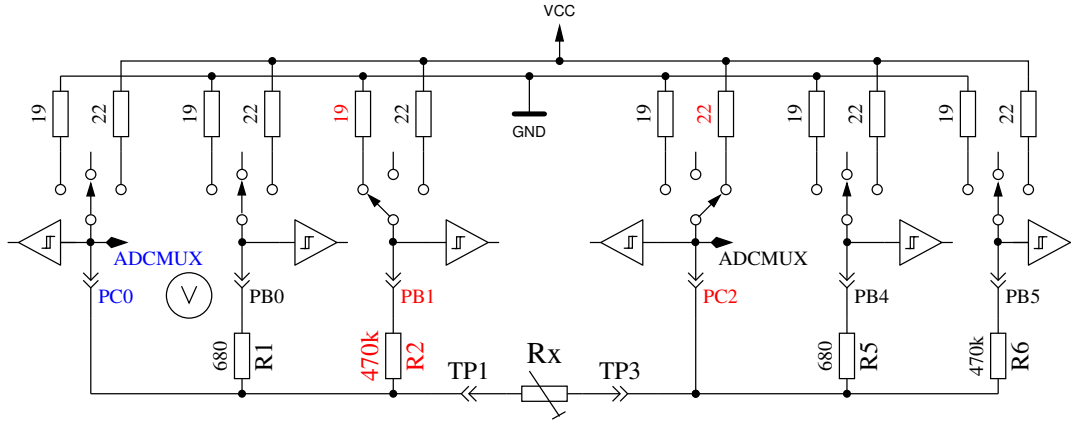 VCC
19
22
19
22
19
22
19
22
19
22
19
22
GND
ADCMUX
ADCMUX
PC0
V
PB0
PB1
PC2
PB4
PB5
680
R1
470k
R2
TP1
Rx
TP3
680
R5
470k
R6